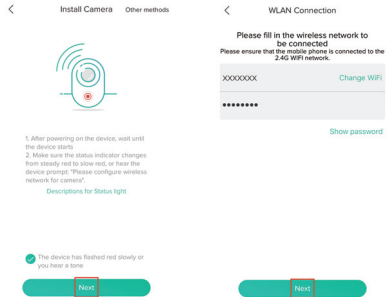 Install Camera Other methods
1. After powering on the device, wait until
the device starts
2. Make sure the status indicator changes
from steady red to slow red, or hear the
device prompt: "Please configure wireless
network for camera".
Descriptions for Status light
The device has flashed red slowly or
you hear a tone
Next
WLAN Connection
Please fill in the wireless network to
be connected
Please ensure that the mobile phone is connected to the
2.4G WIFI network.
XXXXXXX Change WiFi
••••••••
Show password
Next